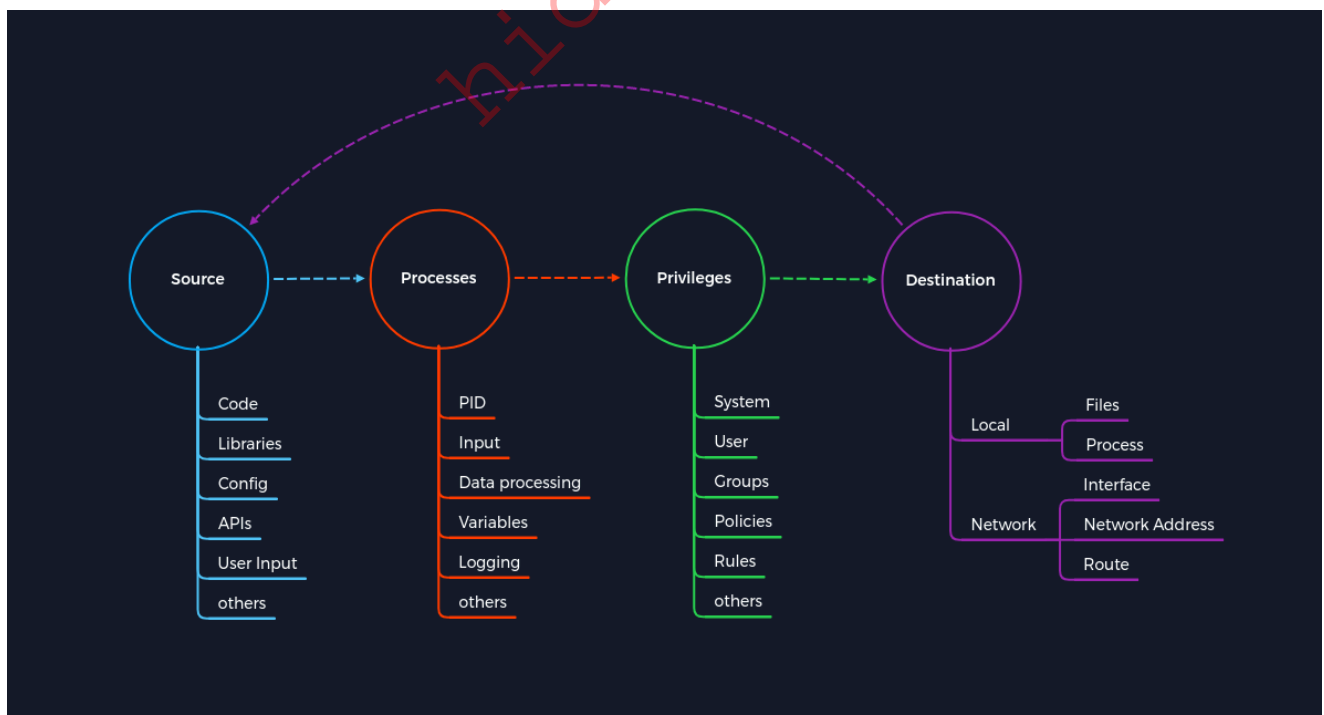 Source
Processes
Privileges
Destination
Code
Libraries
Config
APIs
User Input
others
PID
Input
Data processing
Variables
Logging
others
System
User
Groups
Policies
Rules
others
Local
Files
Process
Network
Interface
Network Address
Route